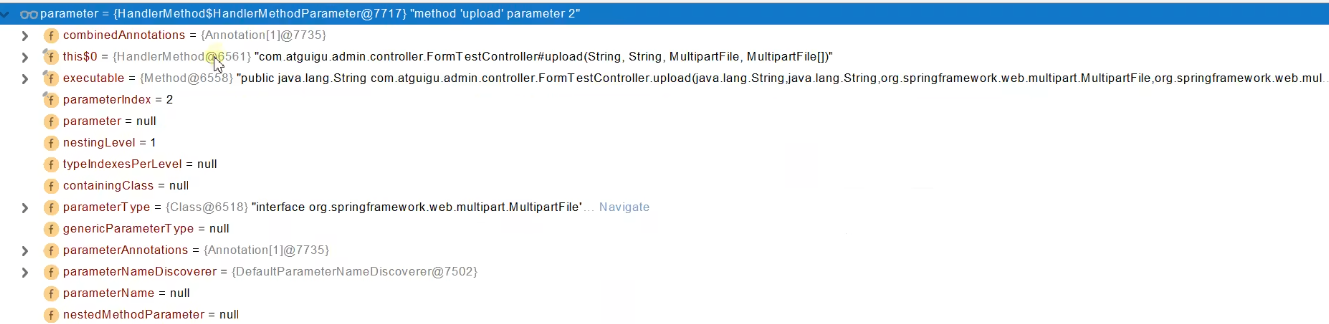 parameter = {HandlerMethod$HandlerMethodParameter@7717} "method 'upload' parameter 2"
combinedAnnotations = {Annotation[1]@7735}
this$0 = {HandlerMethod@6561} "com.atguigu.admin.controller.FormTestController#upload(String, String, MultipartFile, MultipartFile[])"
executable = {Method@6558} "public java.lang.String com.atguigu.admin.controller.FormTestController.upload(java.lang.String,java.lang.String,org.springframework.web.multipart.MultipartFile,org.springframework.web.mul...
parameterIndex = 2
parameter = null
nestingLevel = 1
typeIndexesPerLevel = null
containingClass = null
parameterType = {Class@6518} "interface org.springframework.web.multipart.MultipartFile"... Navigate
genericParameterType = null
parameterAnnotations = {Annotation[1]@7735}
parameterNameDiscoverer = {DefaultParameterNameDiscoverer@7502}
parameterName = null
nestedMethodParameter = null